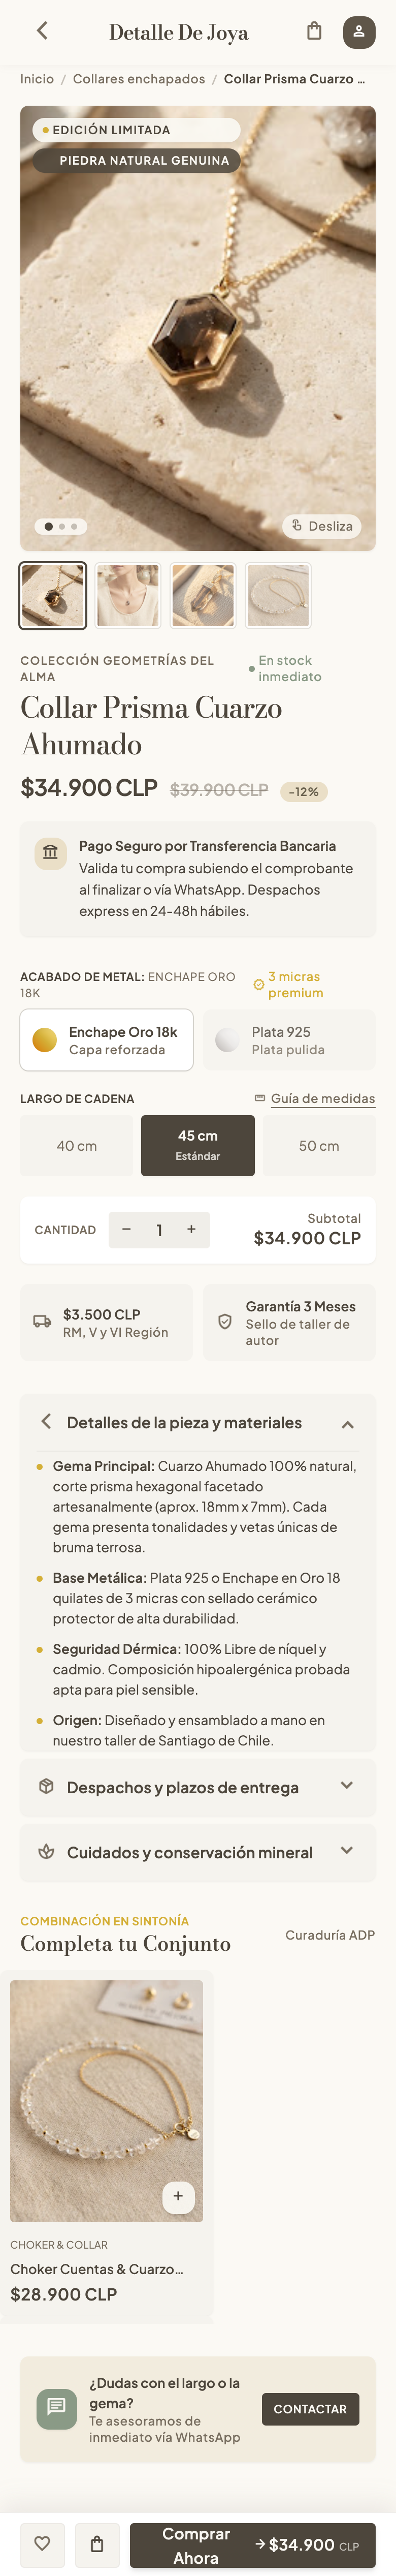 Detalle De Joya
Inicio / Collares enchapados / Collar Prisma Cuarzo ...
EDICIÓN LIMITADA
PIEDRA NATURAL GENUINA
Desliza
COLECCIÓN GEOMETRÍAS DEL
ALMA
En stock
inmediato
Collar Prisma Cuarzo
Ahumado
$34.900 CLP $39.900 CLP -12%
Pago Seguro por Transferencia Bancaria
Valida tu compra subiendo el comprobante
al finalizar o vía WhatsApp. Despachos
express en 24-48h hábiles.
ACABADO DE METAL: ENCHAPE ORO
18K
3 micras
premium
Enchape Oro 18k
Capa reforzada
Plata 925
Plata pulida
LARGO DE CADENA
Guía de medidas
40 cm
45 cm
Estándar
50 cm
CANTIDAD
− 1 +
Subtotal
$34.900 CLP
$3.500 CLP
RM, V y VI Región
Garantía 3 Meses
Sello de taller de
autor
Detalles de la pieza y materiales
Gema Principal: Cuarzo Ahumado 100% natural,
corte prisma hexagonal facetado
artesanalmente (aprox. 18mm x 7mm). Cada
gema presenta tonalidades y vetas únicas de
bruma terrosa.
Base Metálica: Plata 925 o Enchape en Oro 18
quilates de 3 micras con sellado cerámico
protector de alta durabilidad.
Seguridad Dérmica: 100% Libre de níquel y
cadmio. Composición hipoalergénica probada
apta para piel sensible.
Origen: Diseñado y ensamblado a mano en
nuestro taller de Santiago de Chile.
Despachos y plazos de entrega
Cuidados y conservación mineral
COMBINACIÓN EN SINTONÍA
Completa tu Conjunto
Curaduría ADP
+
CHOKER & COLLAR
Choker Cuentas & Cuarzo...
$28.900 CLP
¿Dudas con el largo o la
gema?
Te asesoramos de
inmediato vía WhatsApp
CONTACTAR
Comprar
Ahora
→ $34.900 CLP